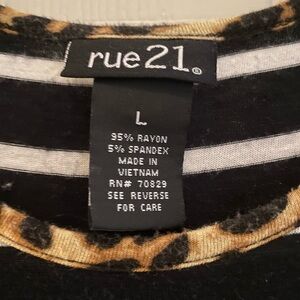 rue21®
L
95% RAYON
5% SPANDEX
MADE IN
VIETNAM
RN# 70829
SEE REVERSE
FOR CARE